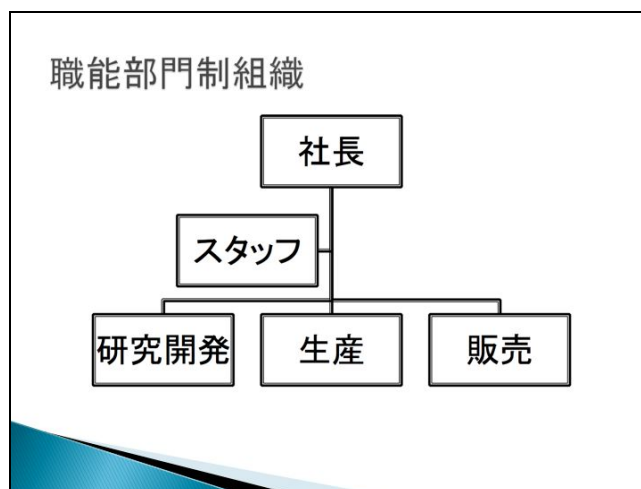 職能部門制組織
社長
スタッフ
研究開発
生産
販売